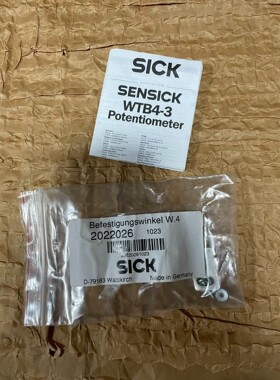 SICK
SENSICK
WTB4-3
Potentiometer
Befestigungswinkel W.4
2022026 1023
SICK
D-79183 Waldkirch Made in Germany